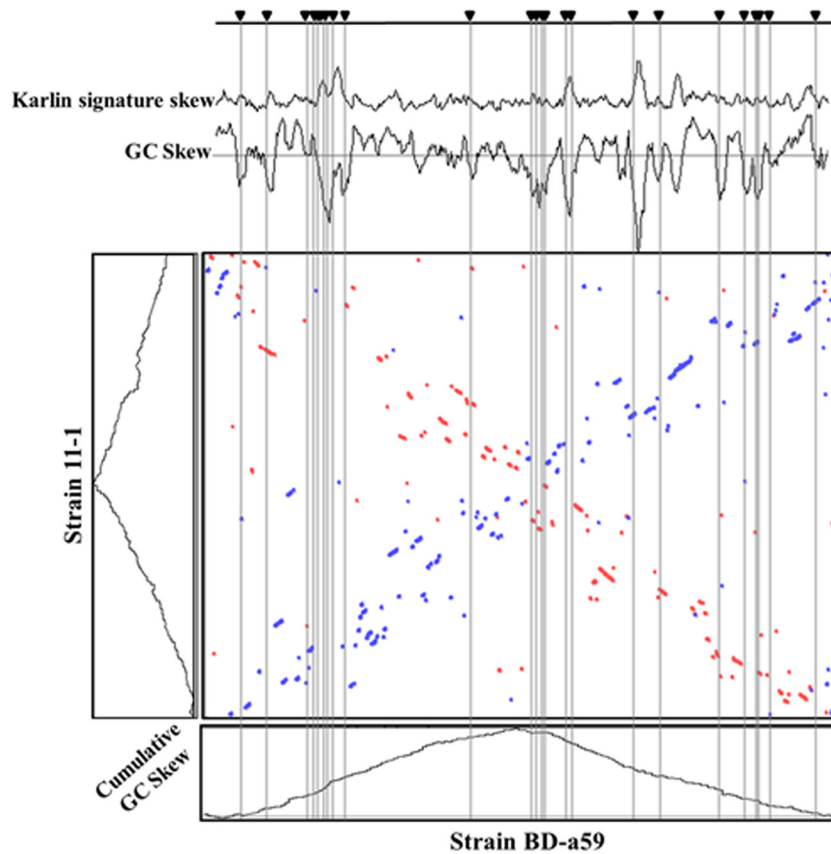 Karlin signature skew
GC Skew
Strain 11-1
Cumulative
GC Skew
Strain BD-a59